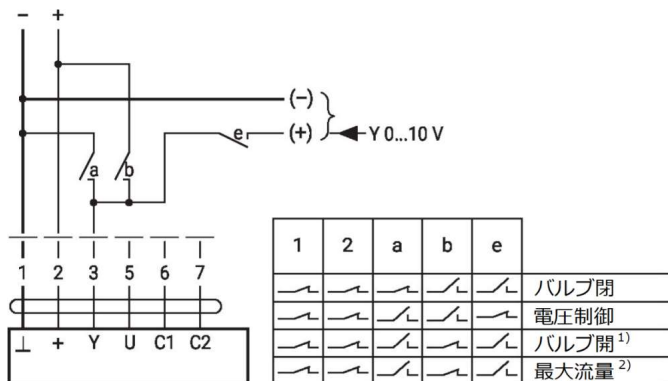 - +
(-)
e (+) Y 0...10 V
a b
1 2 3 5 6 7
⊥ + Y U C1 C2
1 2 a b e
バルブ閉
電圧制御
バルブ開 1)
最大流量 2)